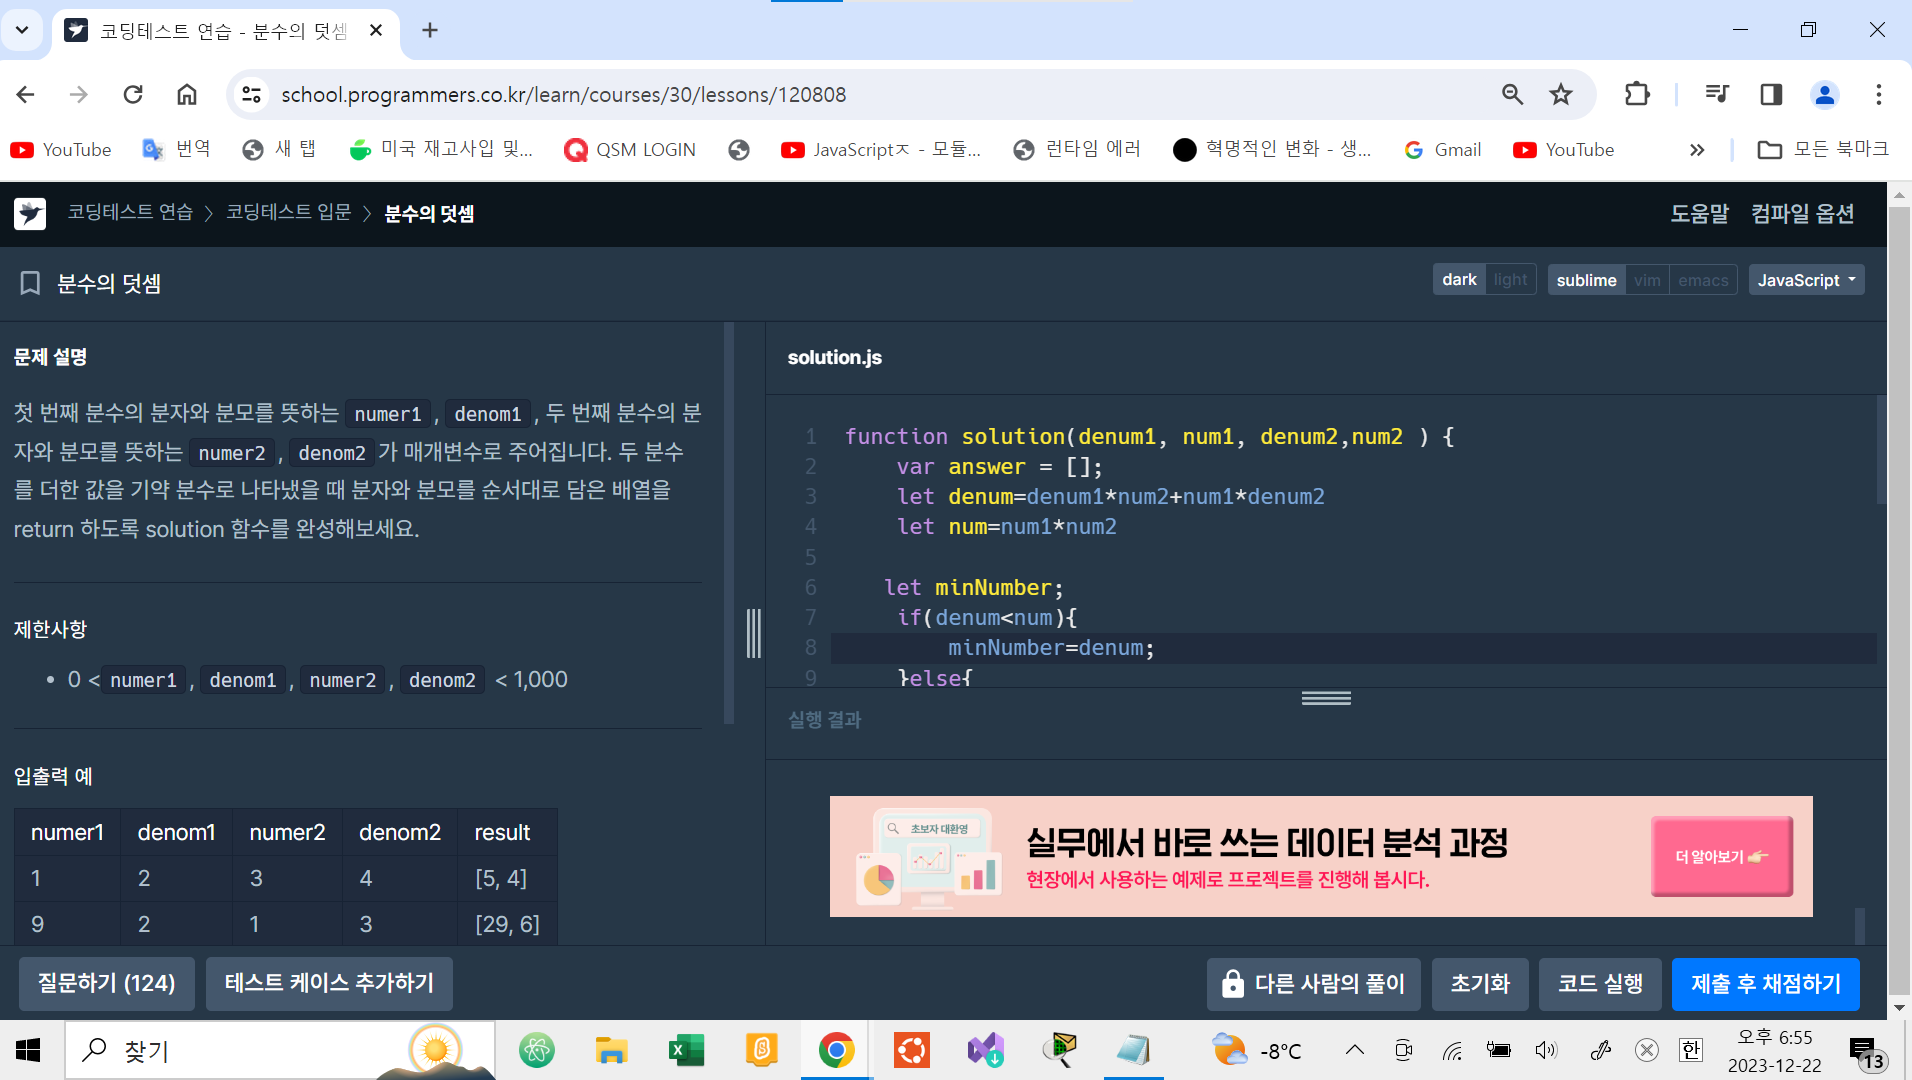 코딩테스트 연습 - 분수의 덧셈
school.programmers.co.kr/learn/courses/30/lessons/120808
YouTube
번역
새 탭
미국 재고사입 및...
QSM LOGIN
JavaScriptㅈ - 모듈...
런타임 에러
혁명적인 변화 - 생...
Gmail
YouTube
모든 북마크
코딩테스트 연습
코딩테스트 입문
분수의 덧셈
도움말
컴파일 옵션
분수의 덧셈
dark light
sublime vim emacs
JavaScript
문제 설명
첫 번째 분수의 분자와 분모를 뜻하는 numer1, denom1, 두 번째 분수의 분
자와 분모를 뜻하는 numer2, denom2가 매개변수로 주어집니다. 두 분수
를 더한 값을 기약 분수로 나타냈을 때 분자와 분모를 순서대로 담은 배열을
return 하도록 solution 함수를 완성해보세요.
제한사항
• 0 < numer1, denom1, numer2, denom2 < 1,000
입출력 예
numer1 denom1 numer2 denom2 result
1 2 3 4 [5, 4]
9 2 1 3 [29, 6]
solution.js
1 function solution(denum1, num1, denum2,num2 ) {
2 var answer = [];
3 let denum=denum1*num2+num1*denum2
4 let num=num1*num2
5
6 let minNumber;
7 if(denum<num){
8 minNumber=denum;
9 }else{
실행 결과
초보자 대환영
실무에서 바로 쓰는 데이터 분석 과정
현장에서 사용하는 예제로 프로젝트를 진행해 봅시다.
더 알아보기
질문하기 (124)
테스트 케이스 추가하기
다른 사람의 풀이
초기화
코드 실행
제출 후 채점하기
찾기
-8°C
한
오후 6:55
2023-12-22
13